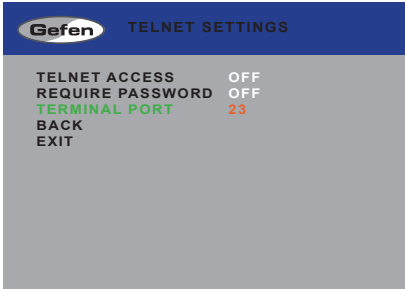 Gefen TELNET SETTINGS
TELNET ACCESS OFF
REQUIRE PASSWORD OFF
TERMINAL PORT 23
BACK
EXIT